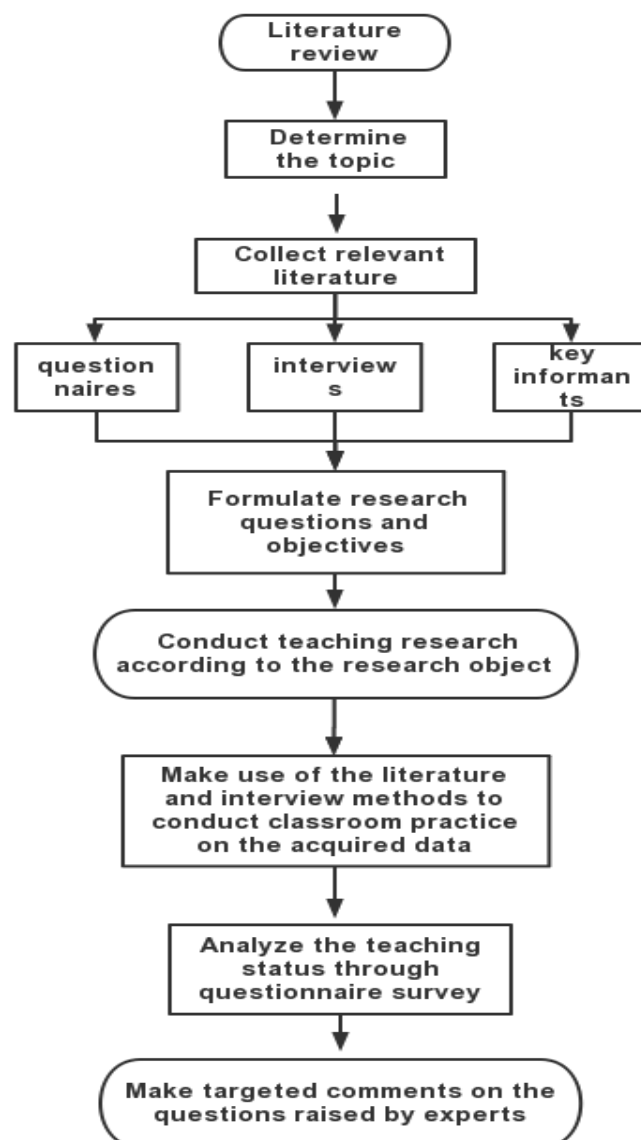 Literature
review
Determine
the topic
Collect relevant
literature
question
naires
interview
s
key
informan
ts
Formulate research
questions and
objectives
Conduct teaching research
according to the research object
Make use of the literature
and interview methods to
conduct classroom practice
on the acquired data
Analyze the teaching
status through
questionnaire survey
Make targeted comments on the
questions raised by experts